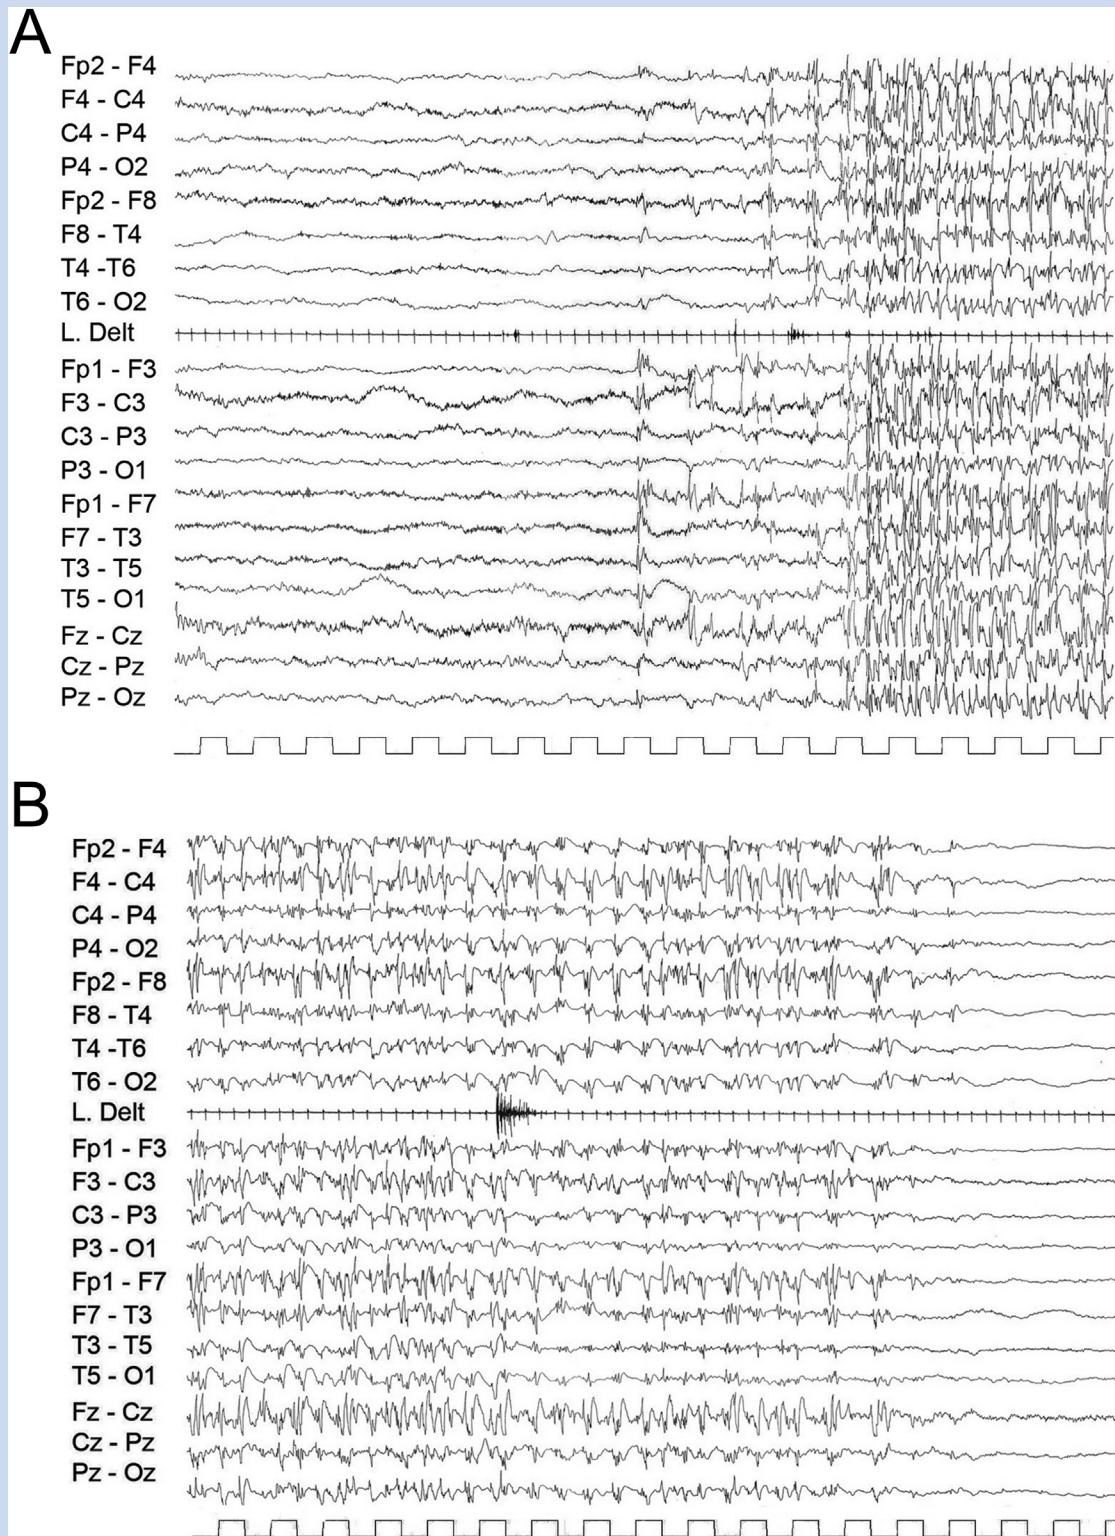 A
Fp2 - F4
F4 - C4
C4 - P4
P4 - O2
Fp2 - F8
F8 - T4
T4 -T6
T6 - O2
L. Delt
Fp1 - F3
F3 - C3
C3 - P3
P3 - O1
Fp1 - F7
F7 - T3
T3 - T5
T5 - O1
Fz - Cz
Cz - Pz
Pz - Oz
B
Fp2 - F4
F4 - C4
C4 - P4
P4 - O2
Fp2 - F8
F8 - T4
T4 -T6
T6 - O2
L. Delt
Fp1 - F3
F3 - C3
C3 - P3
P3 - O1
Fp1 - F7
F7 - T3
T3 - T5
T5 - O1
Fz - Cz
Cz - Pz
Pz - Oz